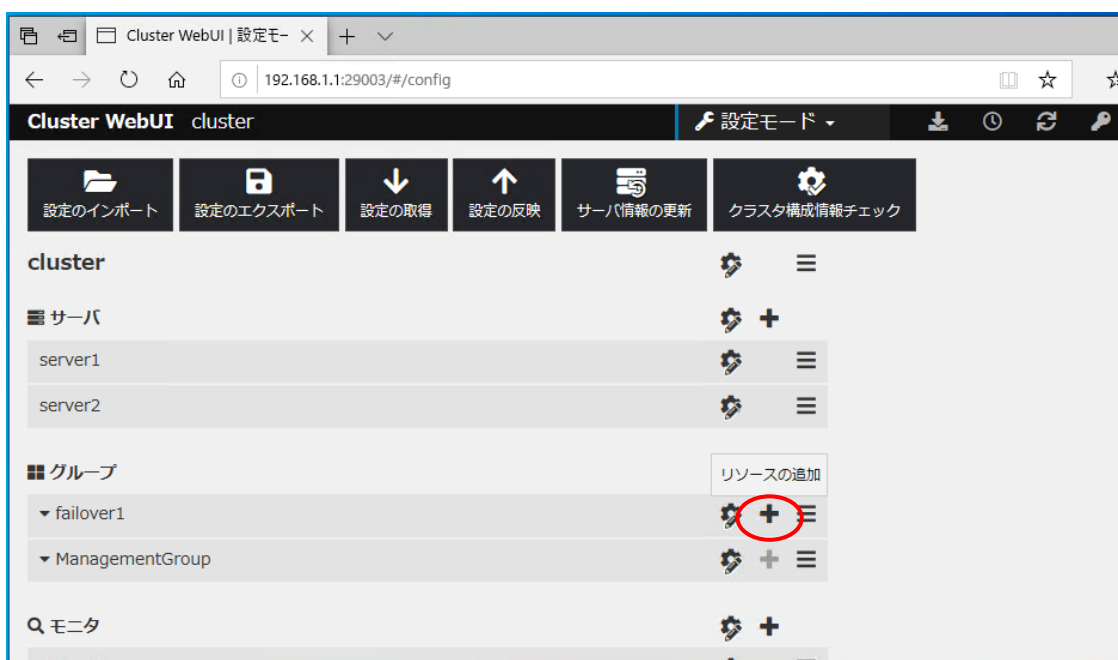 Cluster WebUI | 設定モー
192.168.1.1:29003/#/config
Cluster WebUI cluster 設定モード
設定のインポート 設定のエクスポート 設定の取得 設定の反映 サーバ情報の更新 クラスタ構成情報チェック
cluster
サーバ
server1
server2
グループ
リソースの追加
failover1
ManagementGroup
モニタ